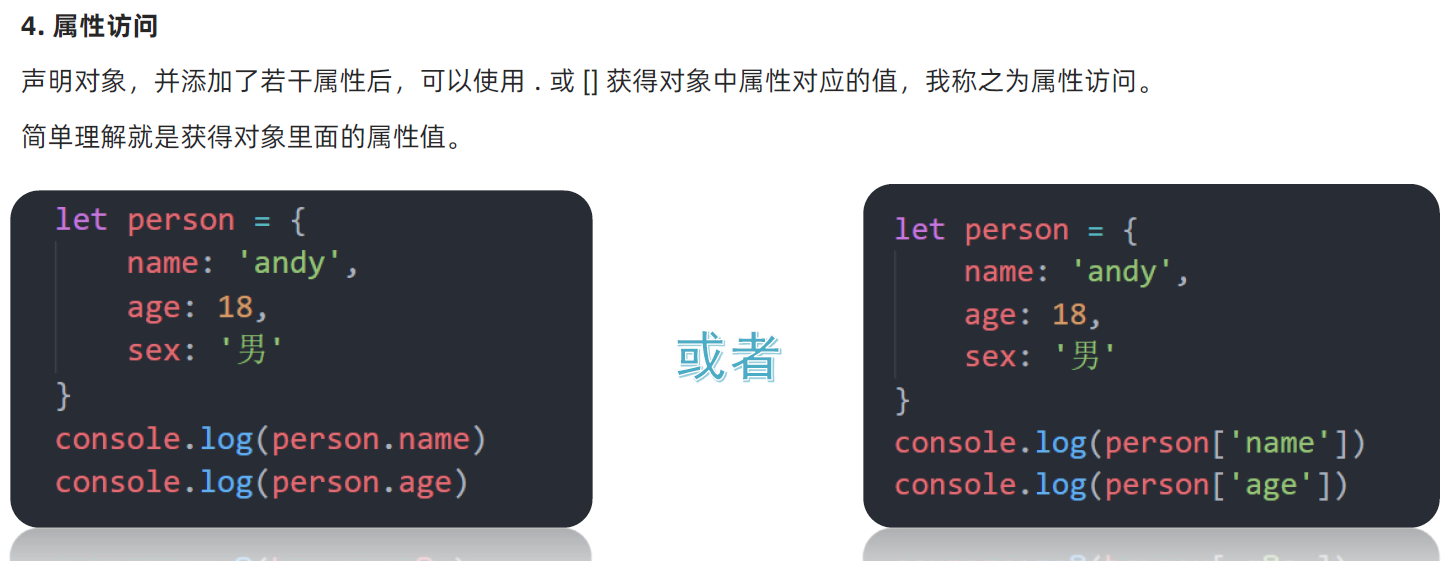 4. 属性访问
声明对象，并添加了若干属性后，可以使用 . 或 [] 获得对象中属性对应的值，我称之为属性访问。
简单理解就是获得对象里面的属性值。
let person = {
    name: 'andy',
    age: 18,
    sex: '男'
}
console.log(person.name)
console.log(person.age)
或者
let person = {
    name: 'andy',
    age: 18,
    sex: '男'
}
console.log(person['name'])
console.log(person['age'])